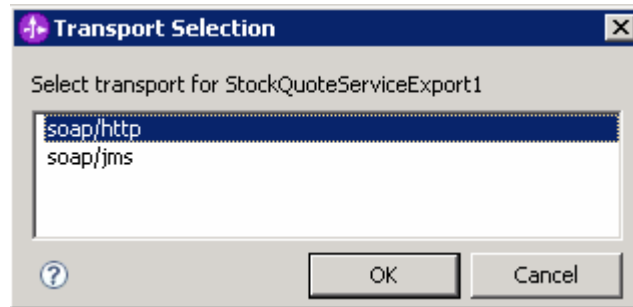 Transport Selection
Select transport for StockQuoteServiceExport1
soap/http
soap/jms
?
OK
Cancel